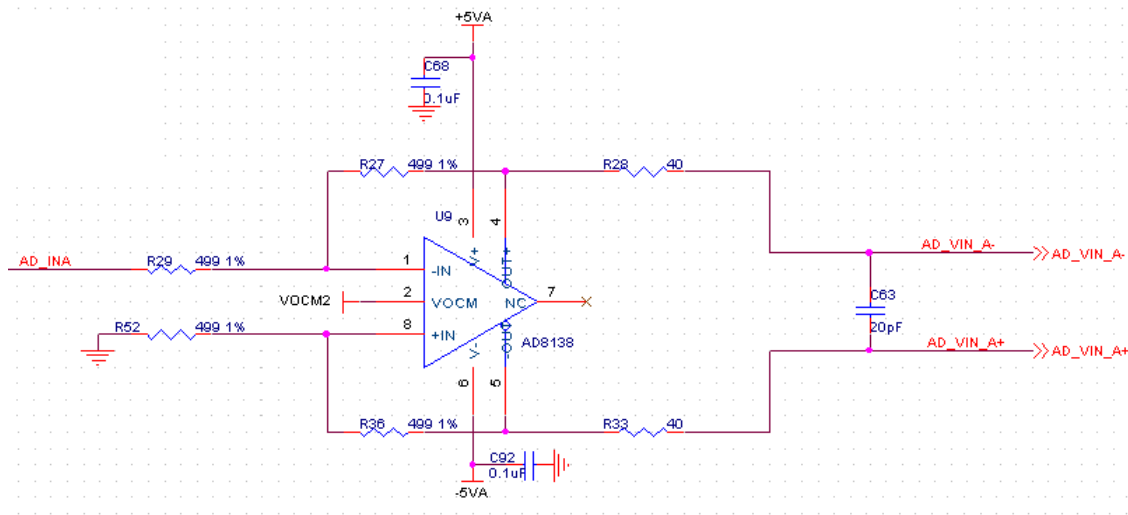 +5VA
C68
0.1uF
R27 499 1%
R28 40
U9
3
4
V+
OUT+
AD_INA
R29 499 1%
1
-IN
VOCM2
2
VOCM
NC
7
R52 499 1%
8
+IN
V-
AD8138
6
5
R36 499 1%
R33 40
C92
0.1uF
-5VA
AD_VIN_A-
AD_VIN_A-
C63
20pF
AD_VIN_A+
AD_VIN_A+